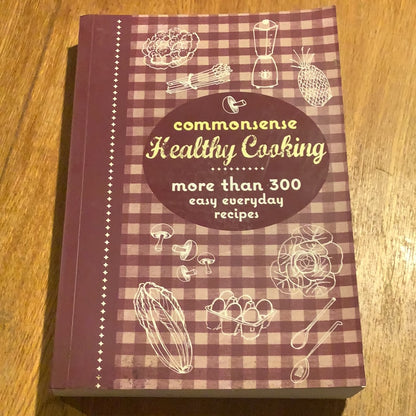 commonsense
Healthy Cooking
more than 300
easy everyday
recipes